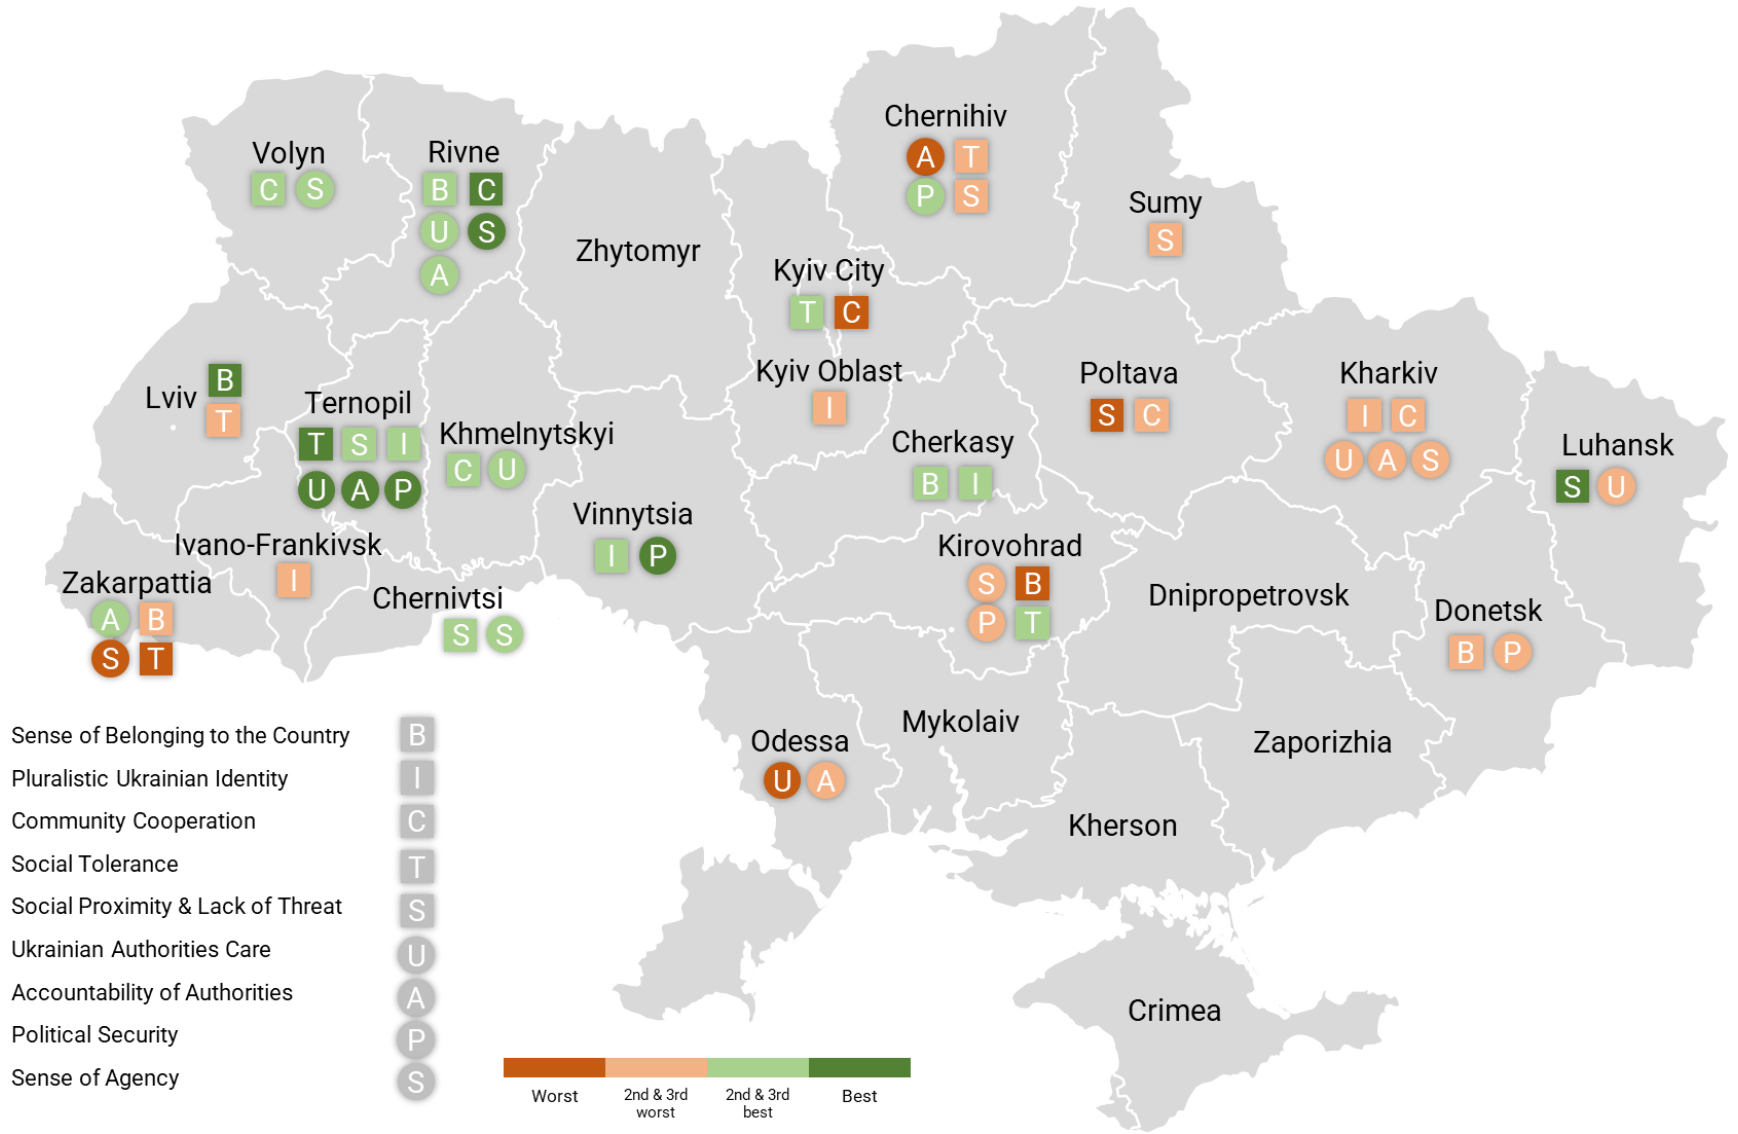 Chernihiv
A T
P S
Volyn
C S
Rivne
B C
U S
A
Sumy
S
Zhytomyr
Kyiv City
T C
Kyiv Oblast
I
Poltava
S C
Kharkiv
I C
U A S
Lviv
B
T
Ternopil
T S I
U A P
Khmelnytskyi
C U
Cherkasy
B I
Luhansk
S U
Vinnytsia
I P
Ivano-Frankivsk
I
Kirovohrad
S B
P T
Zakarpattia
A B
S T
Chernivtsi
S S
Dnipropetrovsk
Donetsk
B P
Odessa
U A
Mykolaiv
Zaporizhia
Kherson
Crimea
Sense of Belonging to the Country B
Pluralistic Ukrainian Identity I
Community Cooperation C
Social Tolerance T
Social Proximity & Lack of Threat S
Ukrainian Authorities Care U
Accountability of Authorities A
Political Security P
Sense of Agency S
Worst
2nd & 3rd
worst
2nd & 3rd
best
Best